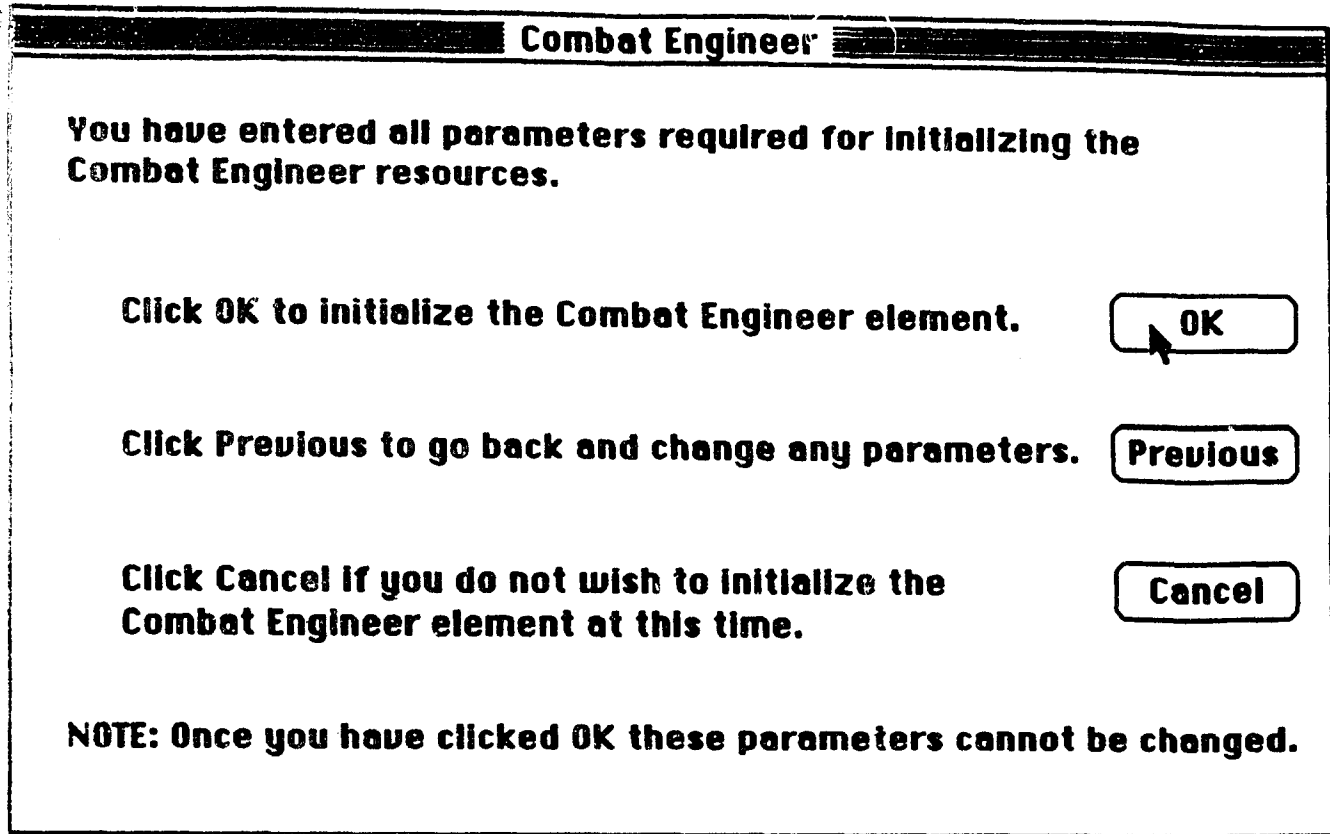 Combat Engineer
You have entered all parameters required for initializing the
Combat Engineer resources.
Click OK to initialize the Combat Engineer element.
OK
Click Previous to go back and change any parameters.
Previous
Click Cancel if you do not wish to initialize the
Combat Engineer element at this time.
Cancel
NOTE: Once you have clicked OK these parameters cannot be changed.